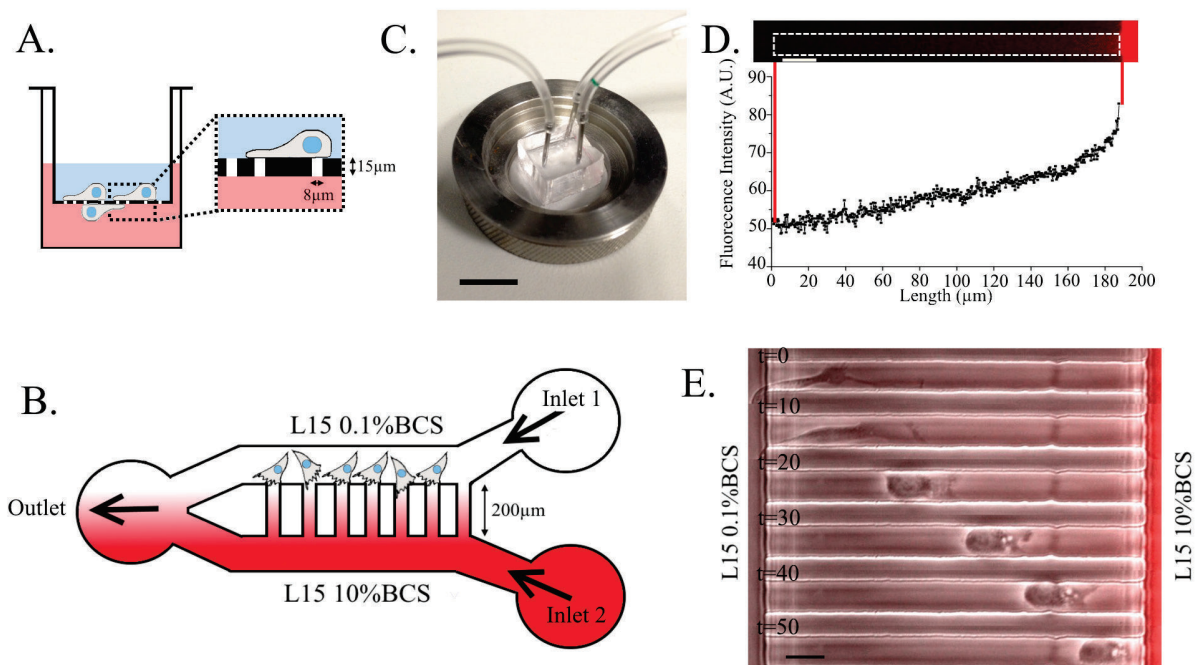 A.
15µm
8µm
C.
D.
Fluorecence Intensity (A.U.)
90
80
70
60
50
40
0 20 40 60 80 100 120 140 160 180 200
Length (µm)
B.
L15 0.1%BCS
Inlet 1
Outlet
200µm
L15 10%BCS
Inlet 2
E.
L15 0.1%BCS
t=0
t=10
t=20
t=30
t=40
t=50
L15 10%BCS